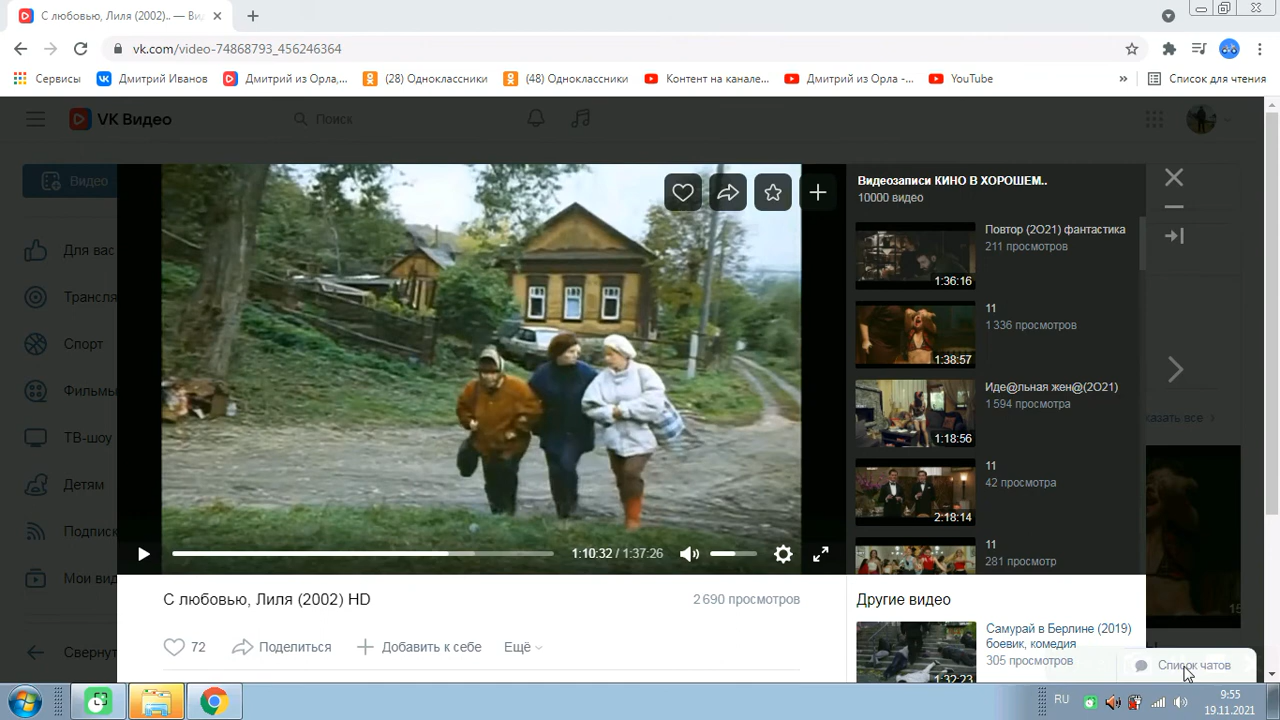 С любовью, Лиля (2002).. — Ви
vk.com/video-74868793_456246364
Сервисы
Дмитрий Иванов
Дмитрий из Орла,...
(28) Одноклассники
(48) Одноклассники
Контент на канале...
Дмитрий из Орла -...
YouTube
»
Список для чтения
VK Видео
Поиск
Видео
Для вас
Трансля
Спорт
Фильмы
ТВ-шоу
Детям
Подписк
Мои вид
Свернут
1:10:32 / 1:37:26
С любовью, Лиля (2002) HD
2 690 просмотров
72
Поделиться
Добавить к себе
Ещё
Видеозаписи КИНО В ХОРОШЕМ..
10000 видео
Повтор (2О21) фантастика
211 просмотров
1:36:16
11
1 336 просмотров
1:38:57
Иде@льная жен@(2О21)
1 594 просмотра
1:18:56
11
42 просмотра
2:18:14
11
281 просмотр
Другие видео
Самурай в Берлине (2019)
боевик, комедия
305 просмотров
1:32:23
казать все
Список чатов
RU
9:55
19.11.2021